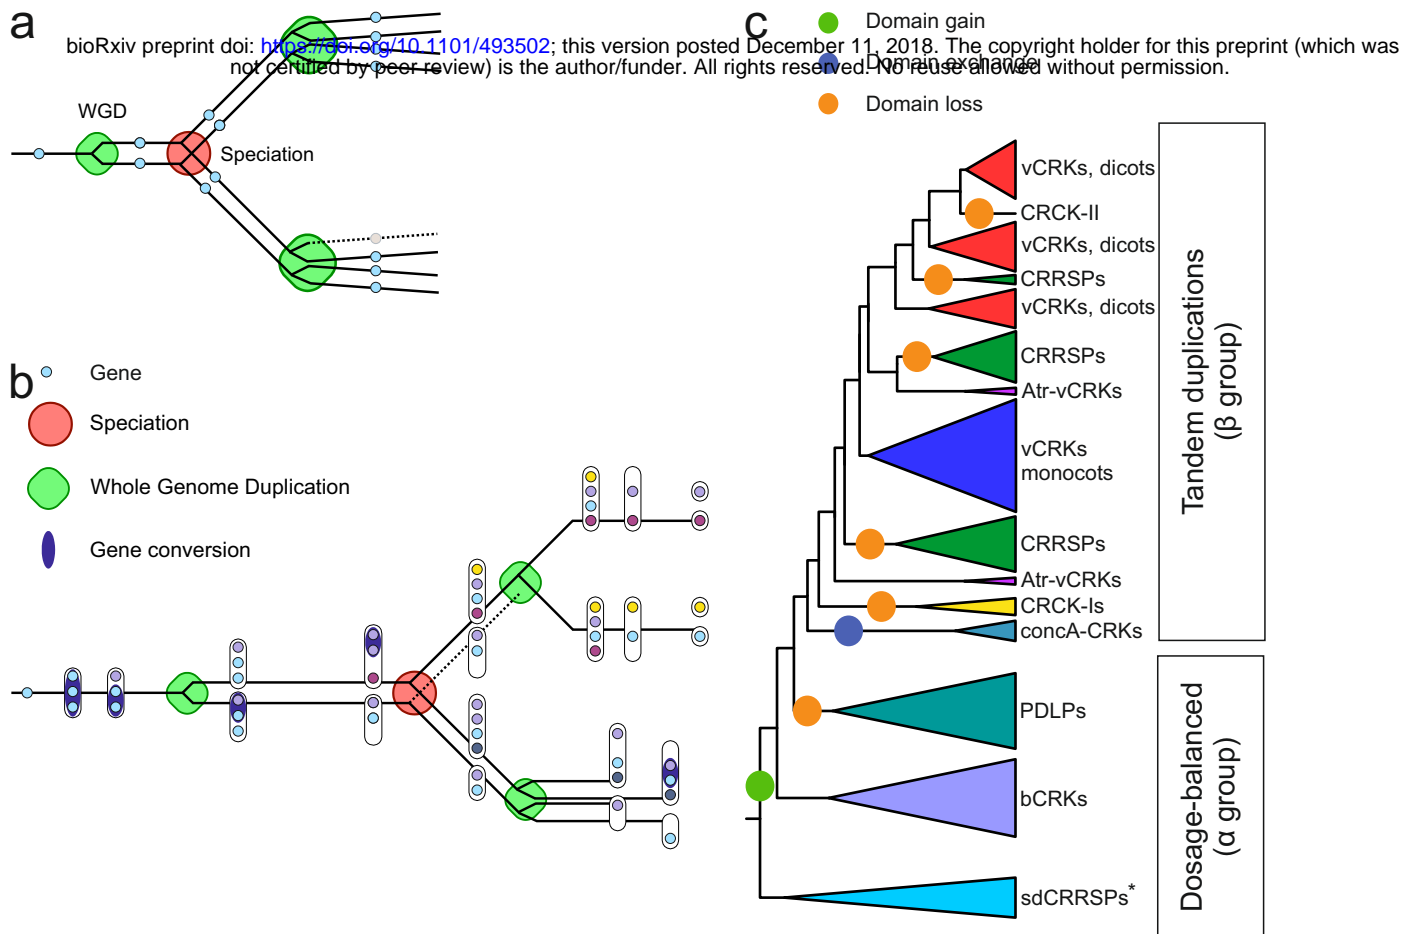 a
c
Domain gain
bioRxiv preprint doi: https://doi.org/10.1101/493502; this version posted December 11, 2018. The copyright holder for this preprint (which was
not certified by peer review) is the author/funder. All rights reserved. No reuse allowed without permission.
Domain exchange
Domain loss
WGD
Speciation
b
Gene
Speciation
Whole Genome Duplication
Gene conversion
vCRKs, dicots
CRCK-II
vCRKs, dicots
CRRSPs
vCRKs, dicots
CRRSPs
Atr-vCRKs
vCRKs
monocots
CRRSPs
Atr-vCRKs
CRCK-Is
concA-CRKs
PDLPs
bCRKs
sdCRRSPs*
Tandem duplications
(β group)
Dosage-balanced
(α group)